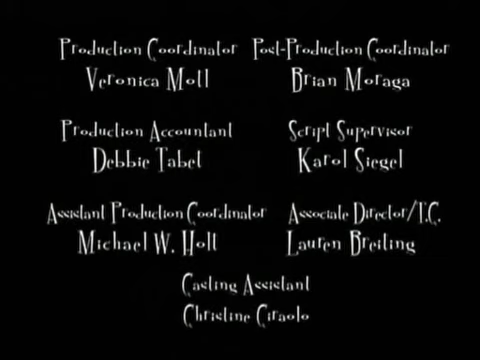 Production Coordinator
Veronica Moll
Post-Production Coordinator
Brian Moraga
Production Accountant
Debbie Tabet
Script Supervisor
Karol Siegel
Assistant Production Coordinator
Michael W. Holt
Associate Director/T.C.
Lauren Breiting
Casting Assistant
Christine Ciraolo